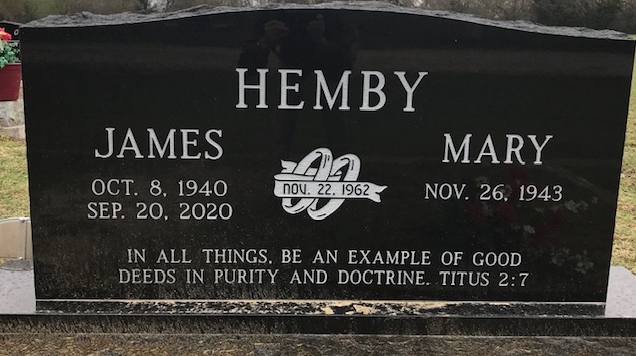 HEMBY
JAMES
MARY
OCT. 8, 1940
SEP. 20, 2020
NOV. 22, 1962
NOV. 26, 1943
IN ALL THINGS, BE AN EXAMPLE OF GOOD
DEEDS IN PURITY AND DOCTRINE. TITUS 2:7